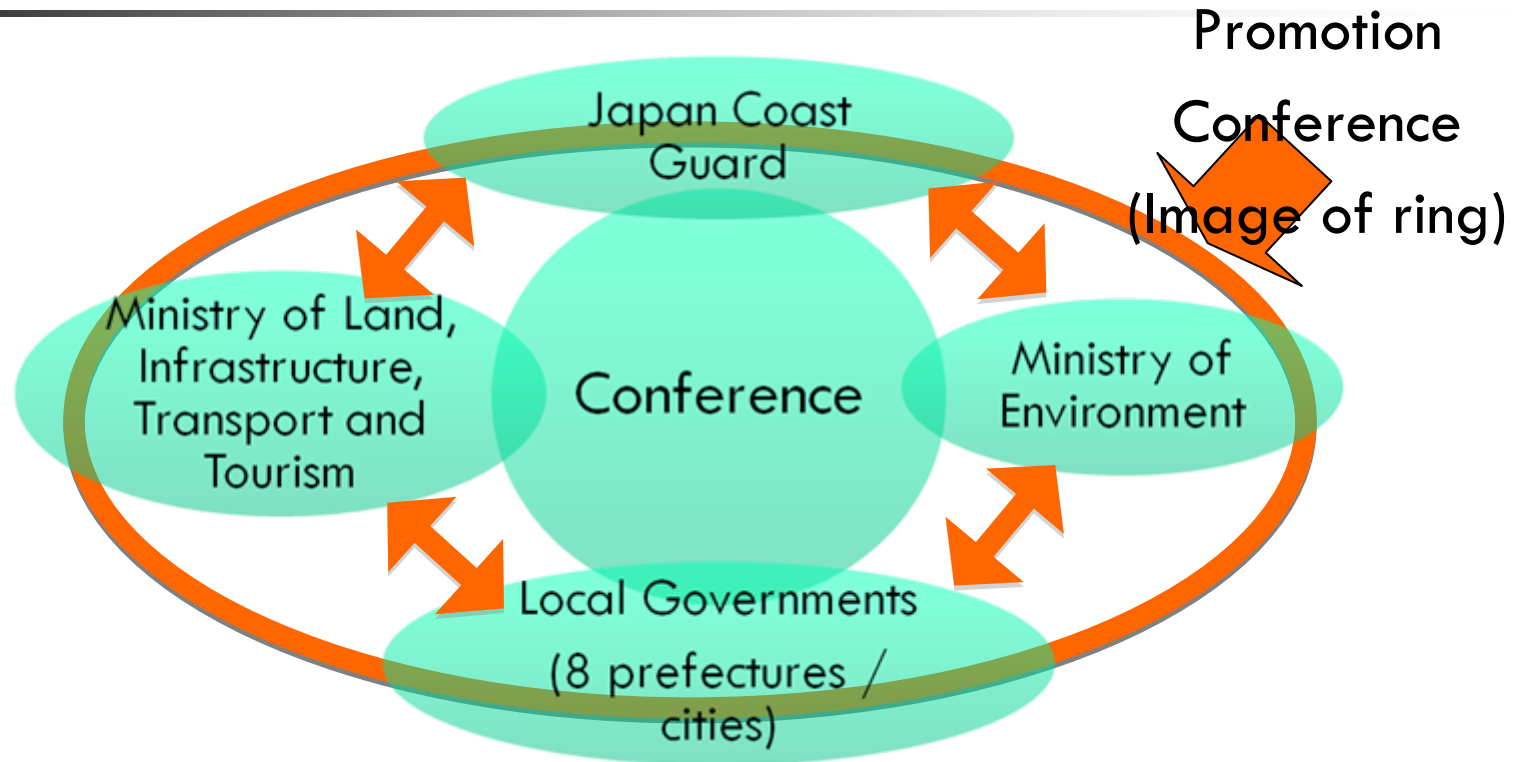 Promotion
Conference
(Image of ring)
Japan Coast
Guard
Ministry of Land,
Infrastructure,
Transport and
Tourism
Conference
Ministry of
Environment
Local Governments
(8 prefectures /
cities)